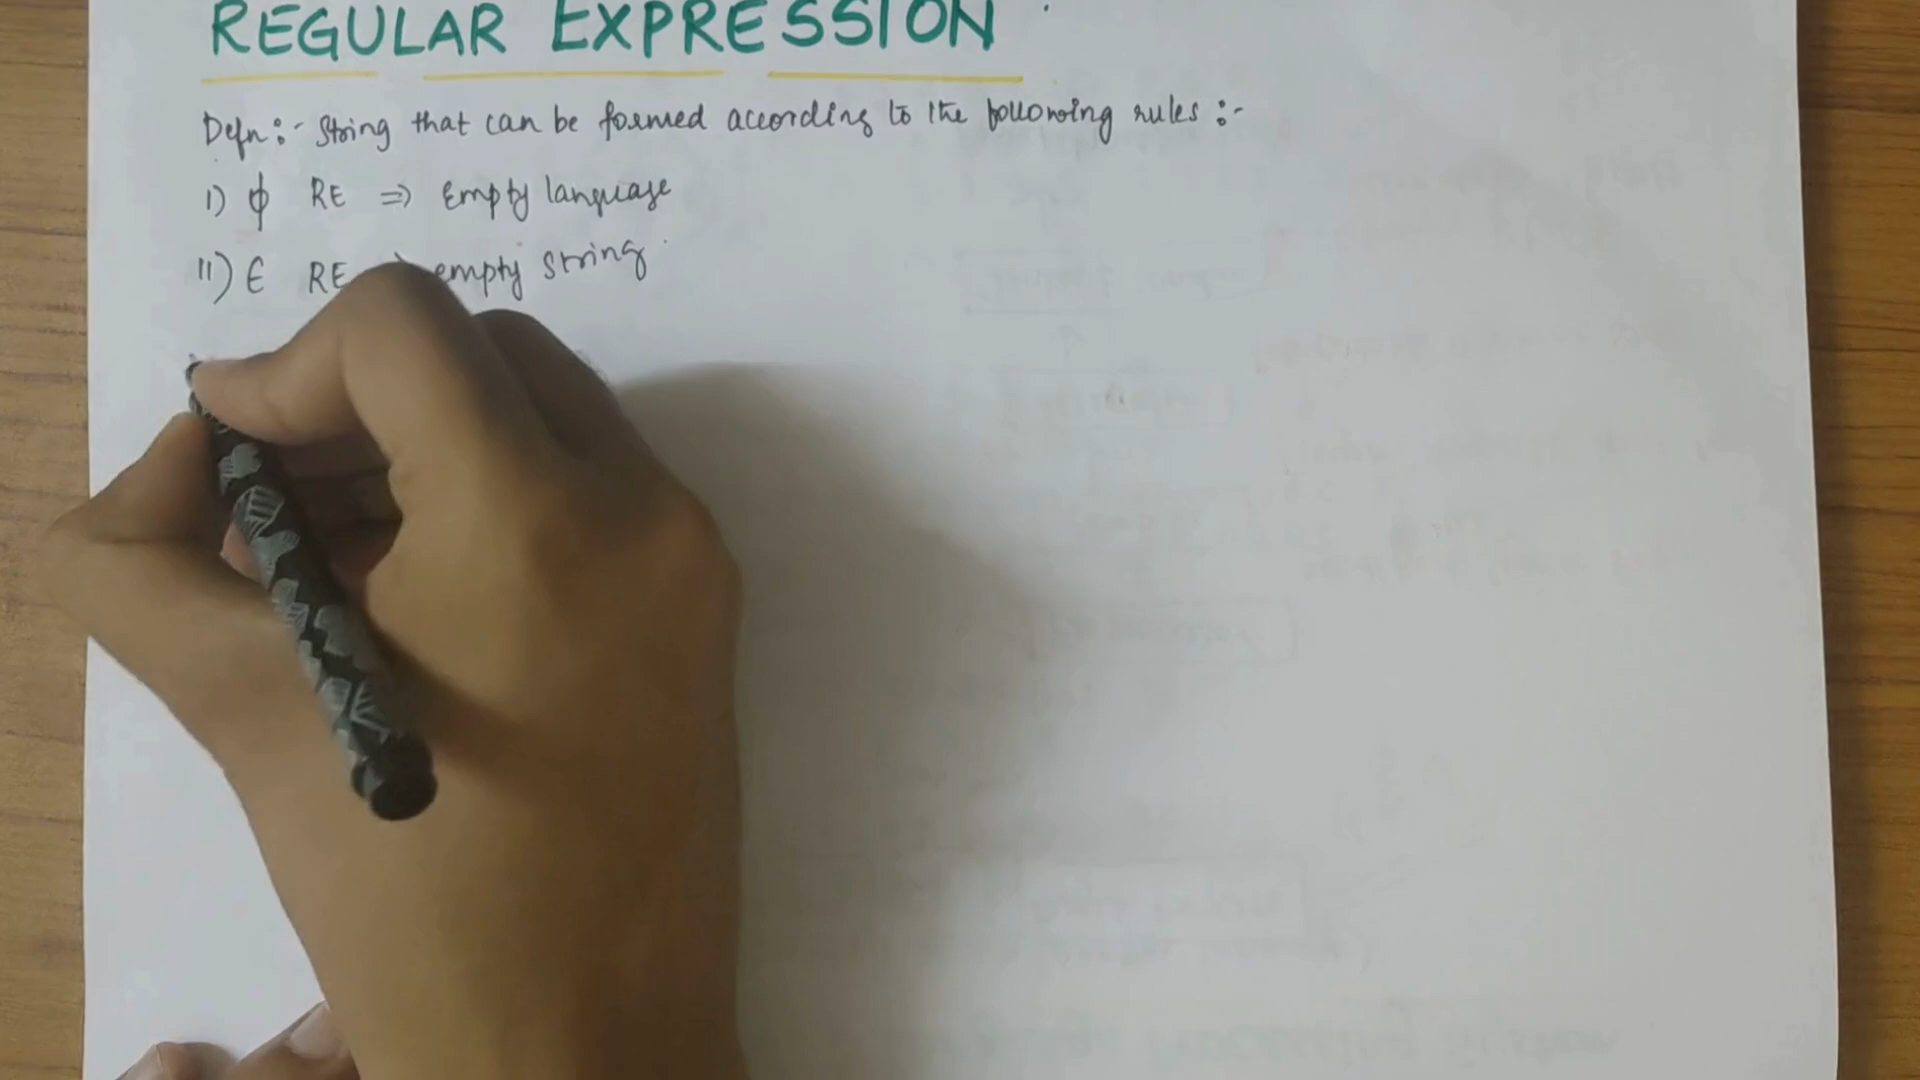 REGULAR EXPRESSION
Defn:- String that can be formed according to the following rules :-
I) ϕ RE => Empty language
II) ∈ RE empty string